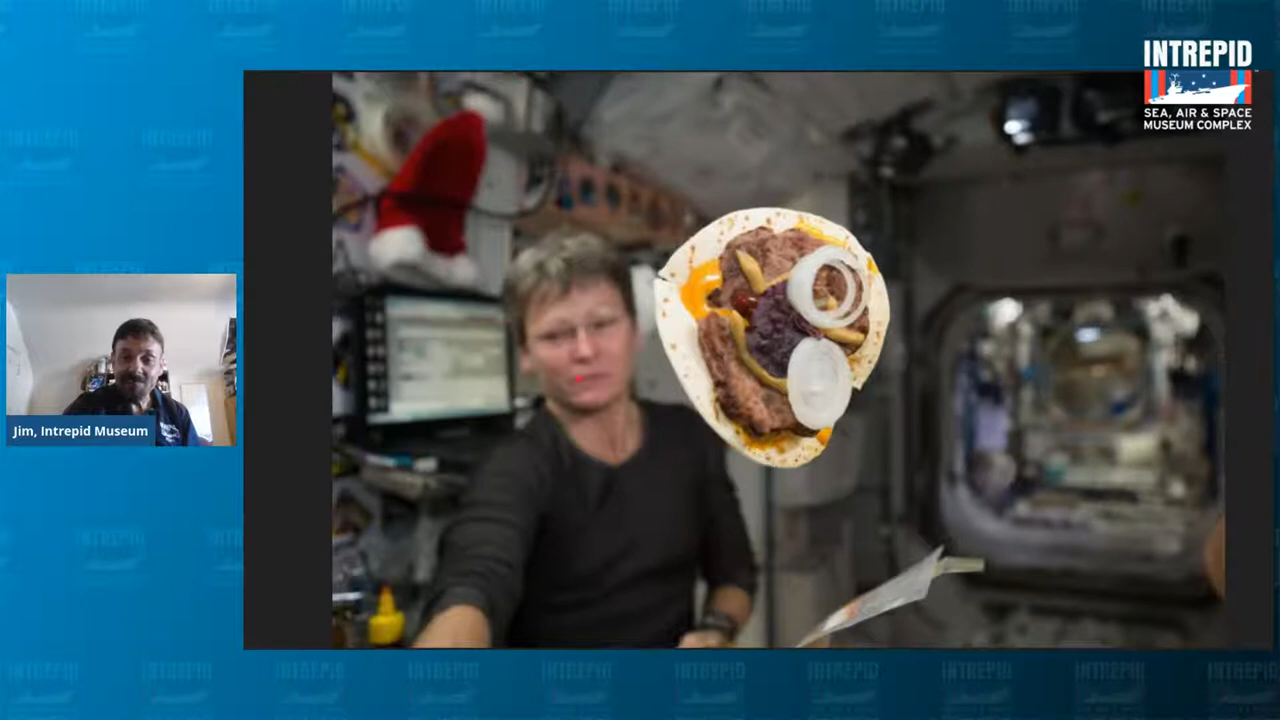 INTREPID
SEA, AIR & SPACE
MUSEUM COMPLEX
Jim, Intrepid Museum